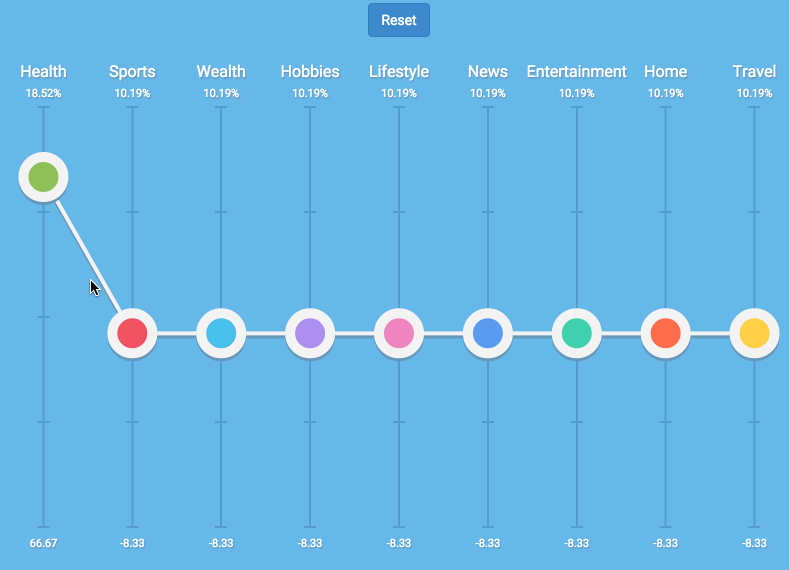 Reset
Health Sports Wealth Hobbies Lifestyle News Entertainment Home Travel
18.52% 10.19% 10.19% 10.19% 10.19% 10.19% 10.19% 10.19% 10.19%
66.67 -8.33 -8.33 -8.33 -8.33 -8.33 -8.33 -8.33 -8.33